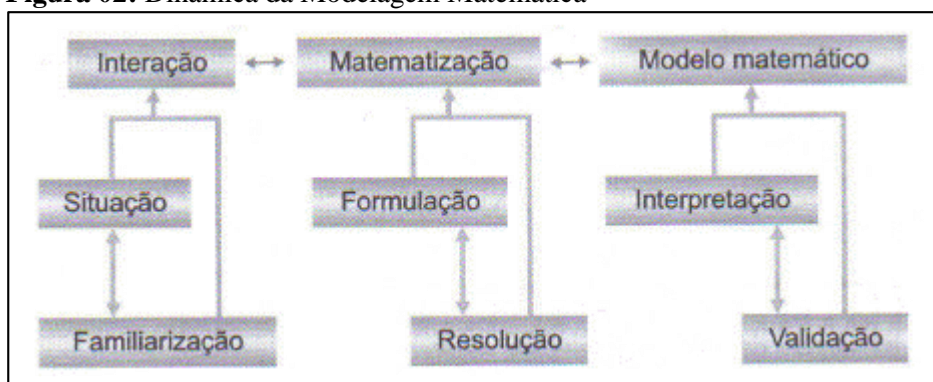 Figura 02: Dinâmica da Modelagem Matemática
Interação Matematização Modelo matemático
Situação Formulação Interpretação
Familiarização Resolução Validação